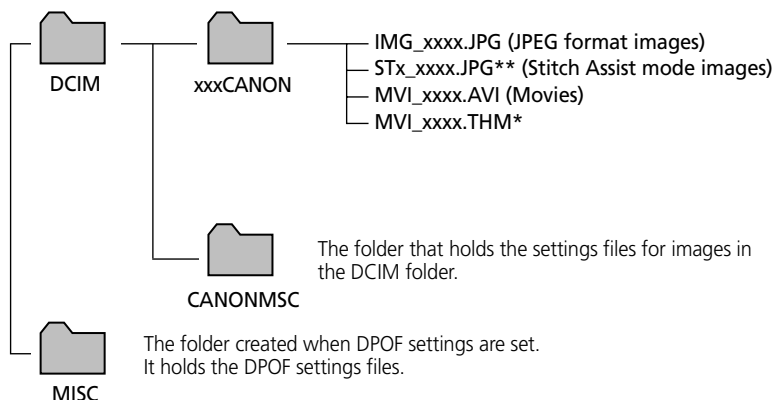 DCIM
xxxCANON
IMG_xxxx.JPG (JPEG format images)
STx_xxxx.JPG** (Stitch Assist mode images)
MVI_xxxx.AVI (Movies)
MVI_xxxx.THM*
CANONMSC
The folder that holds the settings files for images in
the DCIM folder.
MISC
The folder created when DPOF settings are set.
It holds the DPOF settings files.